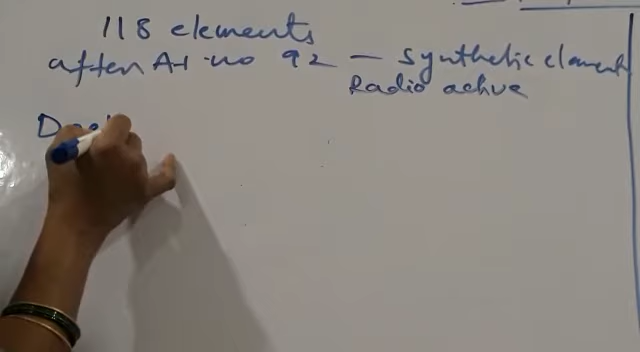 118 elements
after At no 92 - Synthetic element
Radio active